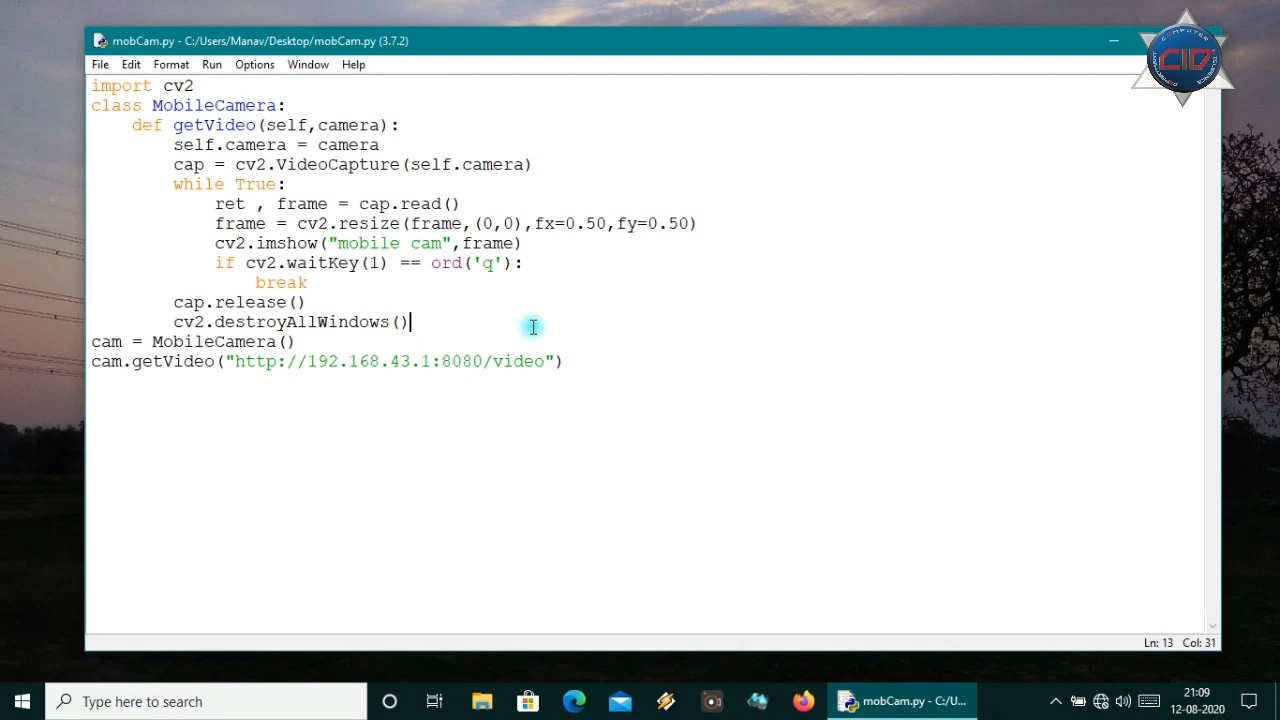 mobCam.py - C:/Users/Manav/Desktop/mobCam.py (3.7.2)
File Edit Format Run Options Window Help
import cv2
class MobileCamera:
    def getVideo(self,camera):
        self.camera = camera
        cap = cv2.VideoCapture(self.camera)
        while True:
            ret , frame = cap.read()
            frame = cv2.resize(frame,(0,0),fx=0.50,fy=0.50)
            cv2.imshow("mobile cam",frame)
            if cv2.waitKey(1) == ord('q'):
                break
        cap.release()
        cv2.destroyAllWindows()
cam = MobileCamera()
cam.getVideo("http://192.168.43.1:8080/video")
Ln: 13 Col: 31
COMPUTER
CID
DEPARTMENT
Type here to search
mobCam.py - C:/U...
21:09
12-08-2020